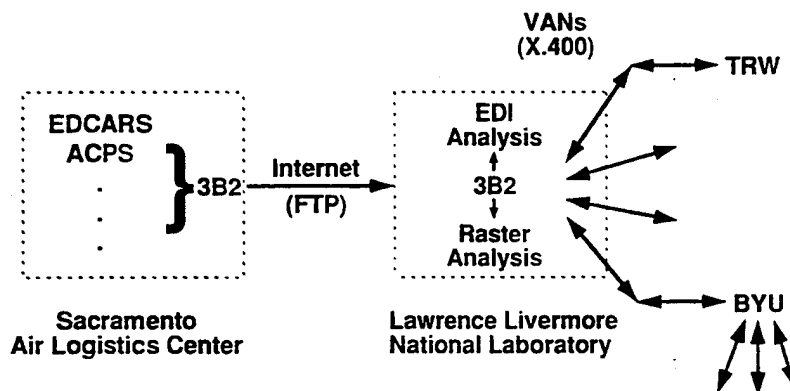 VANs
(X.400)
TRW
EDCARS
ACPS
3B2
Internet
(FTP)
EDI
Analysis
3B2
Raster
Analysis
BYU
Sacramento
Air Logistics Center
Lawrence Livermore
National Laboratory